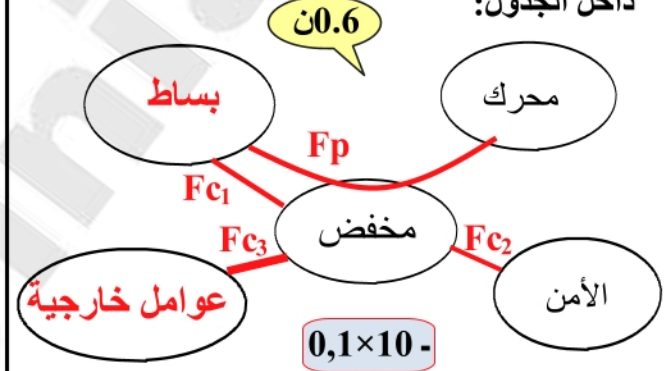 داخل الجدول:
0.6ن
بساط
محرك
Fp
Fc1
مخفض
Fc3
Fc2
عوامل خارجية
الأمن
0,1×10 -